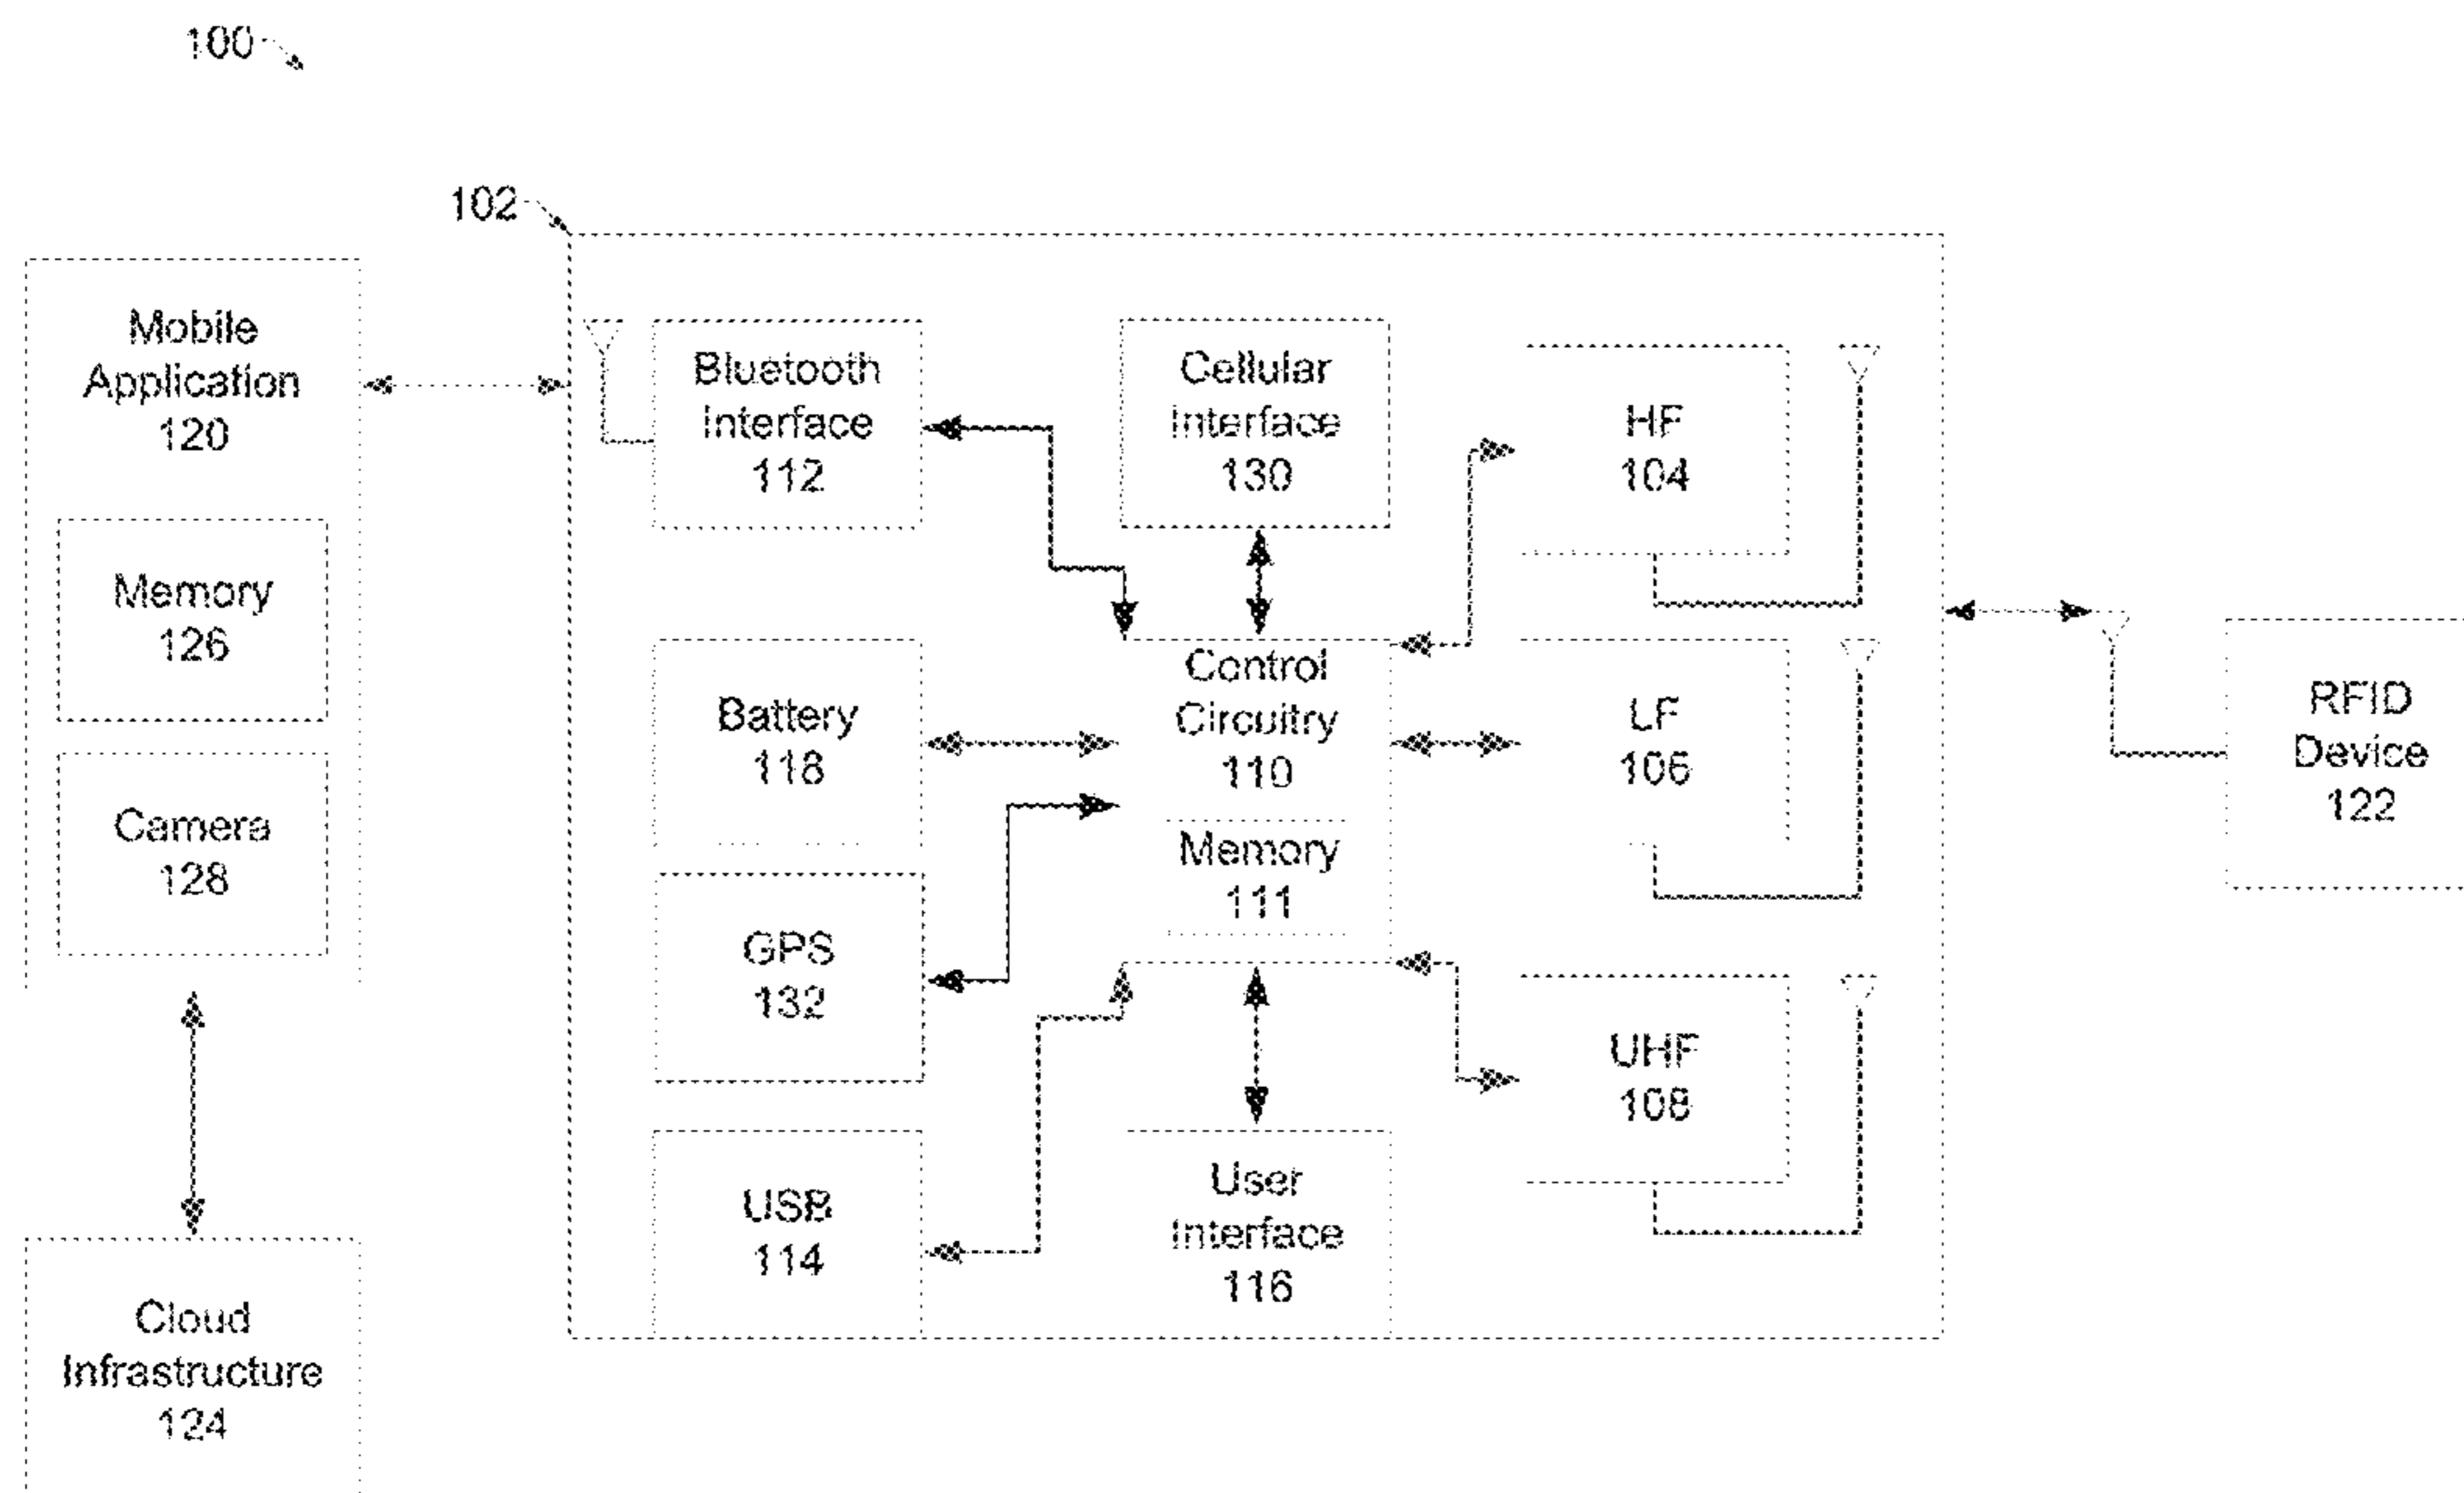 100
102
Mobile
Application
120
Memory
126
Camera
128
Cloud
Infrastructure
124
Bluetooth
Interface
112
Battery
118
GPS
132
USB
114
Cellular
Interface
130
Control
Circuitry
110
Memory
111
User
Interface
116
HF
104
LF
106
UHF
108
RFID
Device
122